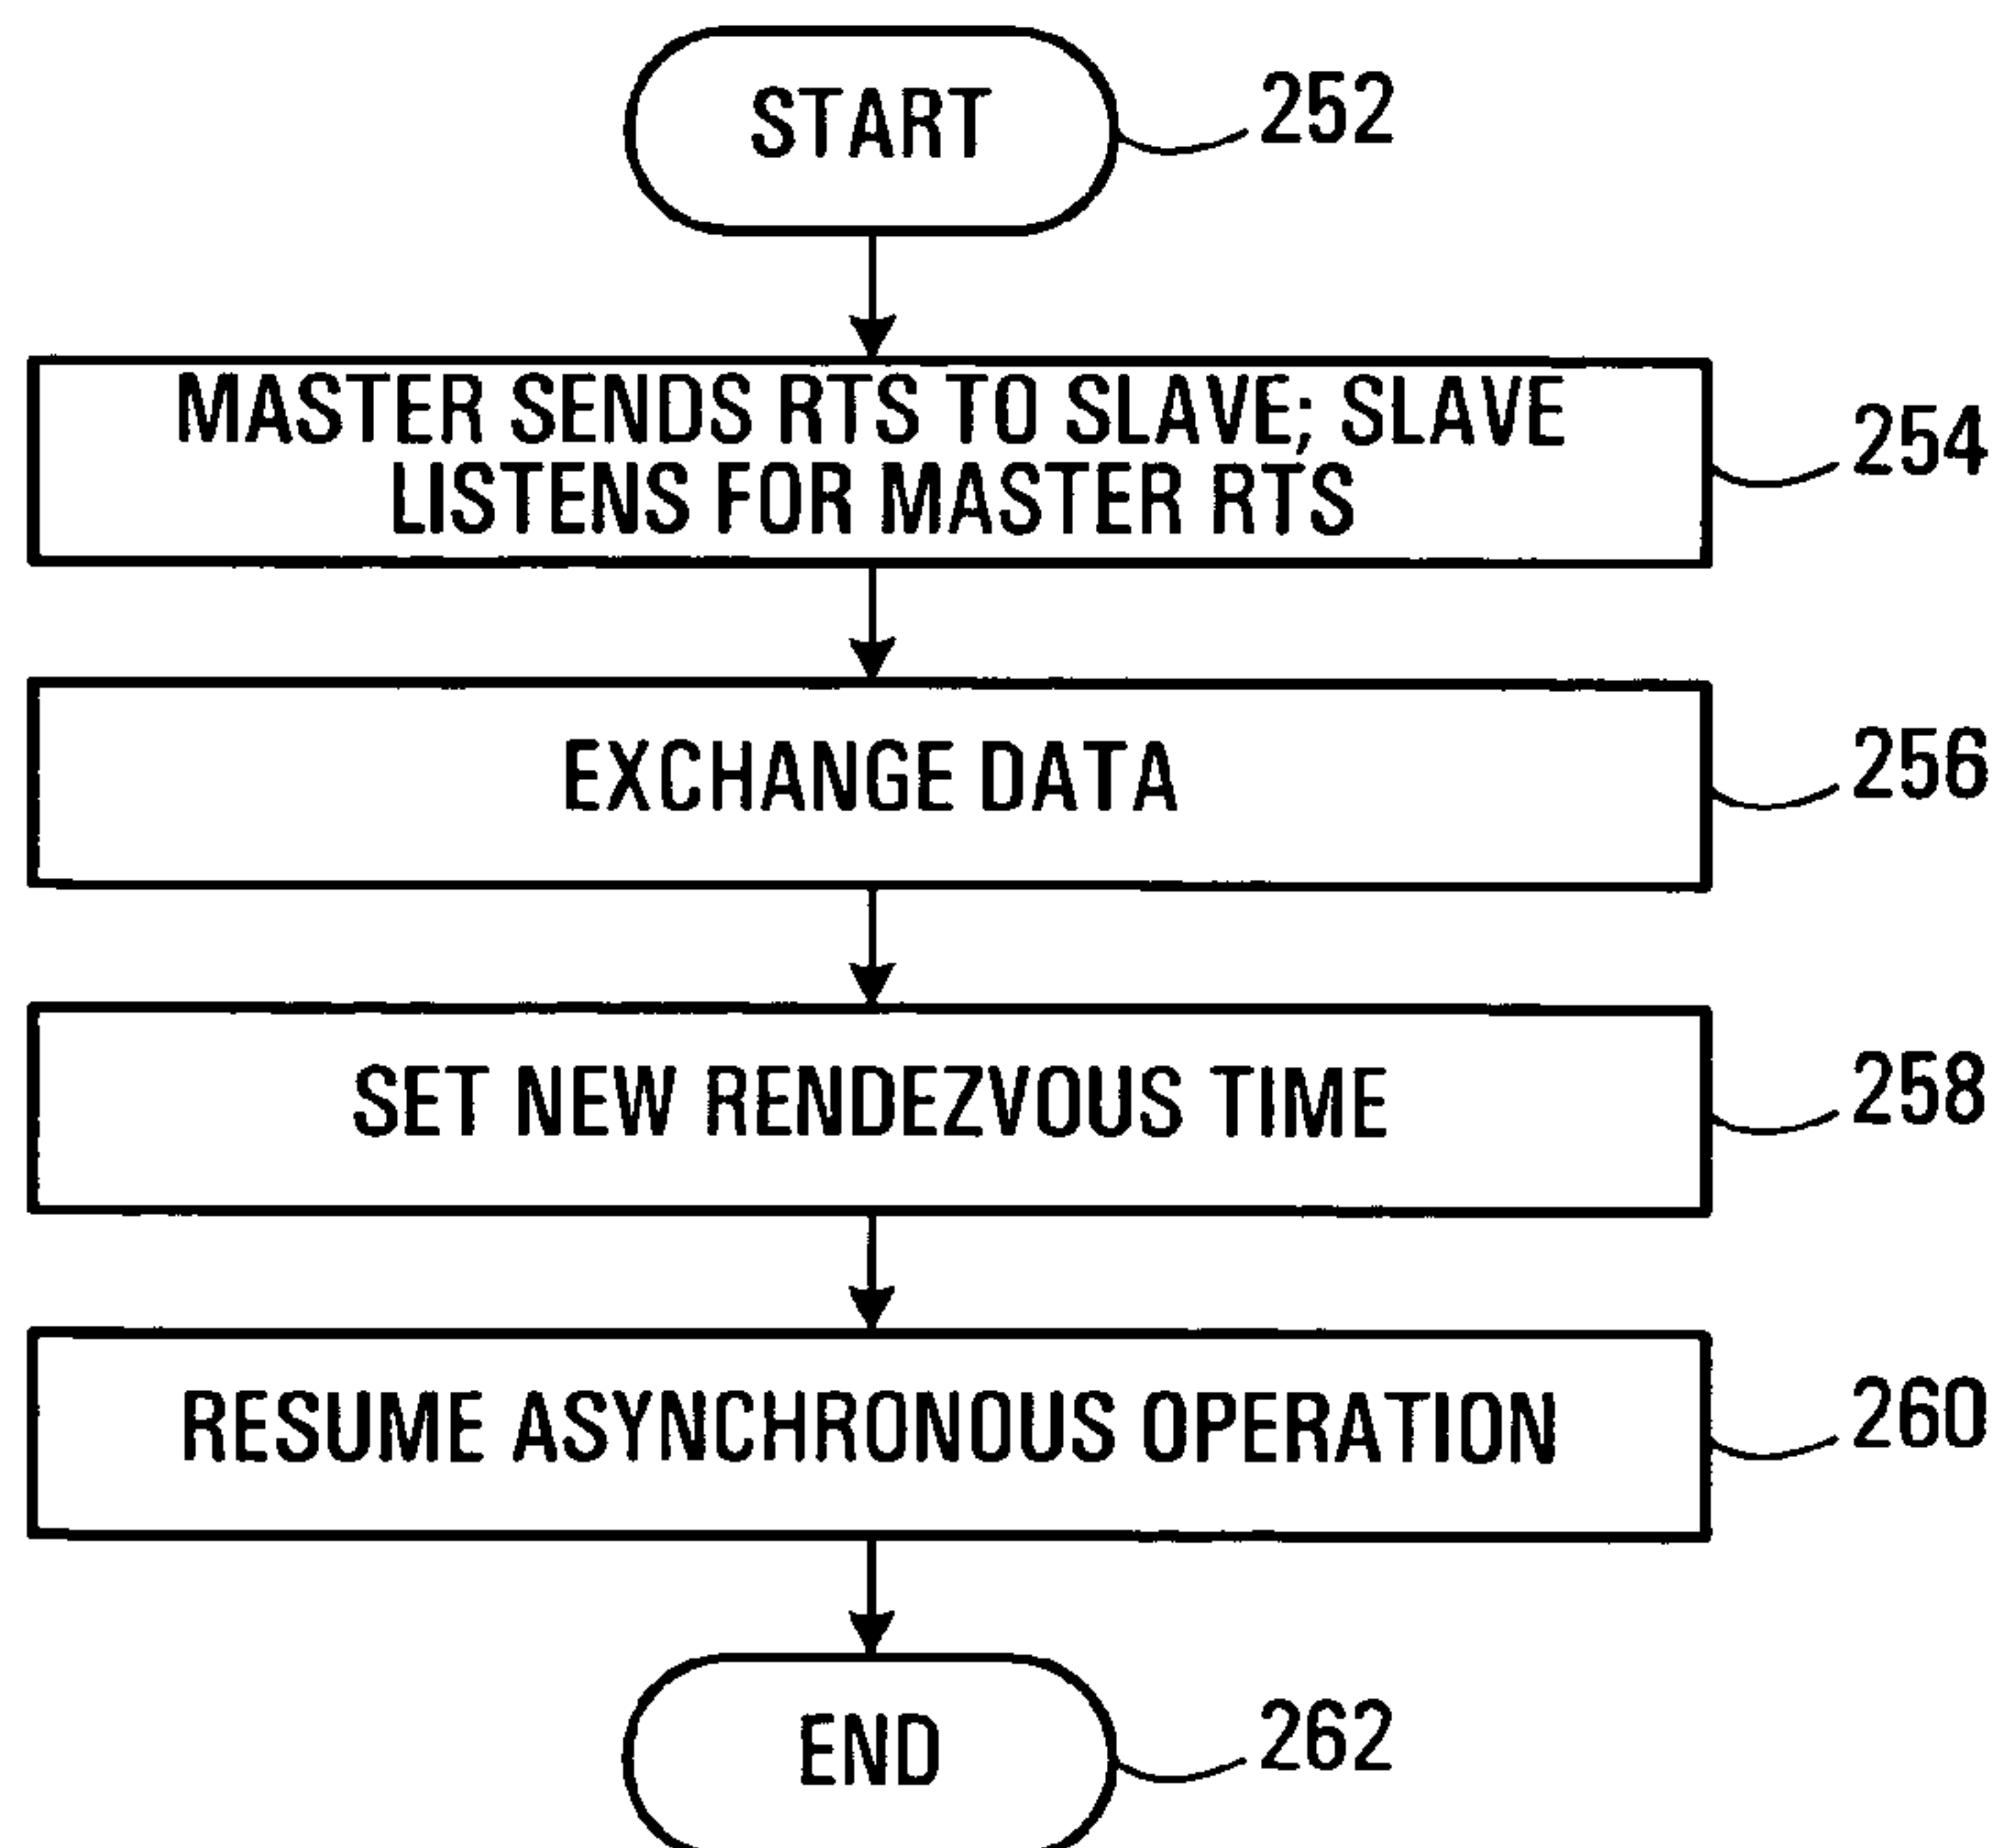 START
252
MASTER SENDS RTS TO SLAVE; SLAVE
LISTENS FOR MASTER RTS
254
EXCHANGE DATA
256
SET NEW RENDEZVOUS TIME
258
RESUME ASYNCHRONOUS OPERATION
260
END
262